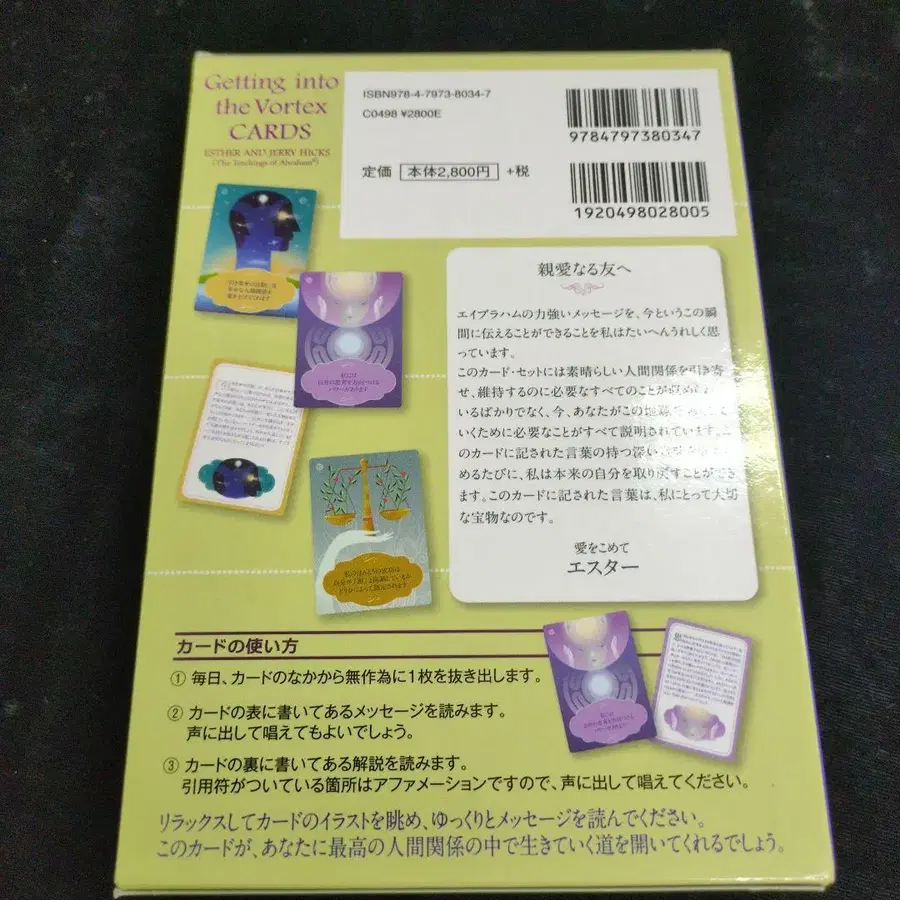 Getting into
the Vortex
CARDS
ESTHER AND JERRY HICKS
(The Teachings of Abraham®)
ISBN978-4-7973-8034-7
C0498 ¥2800E
9784797380347
定価 本体2,800円 +税
1920498028005
親愛なる友へ
エイブラハムの力強いメッセージを、今というこの瞬
間に伝えることができることを私はたいへんうれしく思
っています。
このカード・セットには素晴らしい人間関係を引き寄
せ、維持するのに必要なすべてのことが
いるばかりでなく、今、あなたがこの
いくために必要なことがすべて説明されています。こ
のカードに記された言葉の持つ深い
めるたびに、私は本来の自分を取り戻すことができ
ます。このカードに記された言葉は、私にとって大切
な宝物なのです。
愛をこめて
エスター
カードの使い方
① 毎日、カードのなかから無作為に1枚を抜き出します。
② カードの表に書いてあるメッセージを読みます。
声に出して唱えてもよいでしょう。
③ カードの裏に書いてある解説を読みます。
引用符がついている箇所はアファメーションですので、声に出して唱えてください。
リラックスしてカードのイラストを眺め、ゆっくりとメッセージを読んでください。
このカードが、あなたに最高の人間関係の中で生きていく道を開いてくれるでしょう。